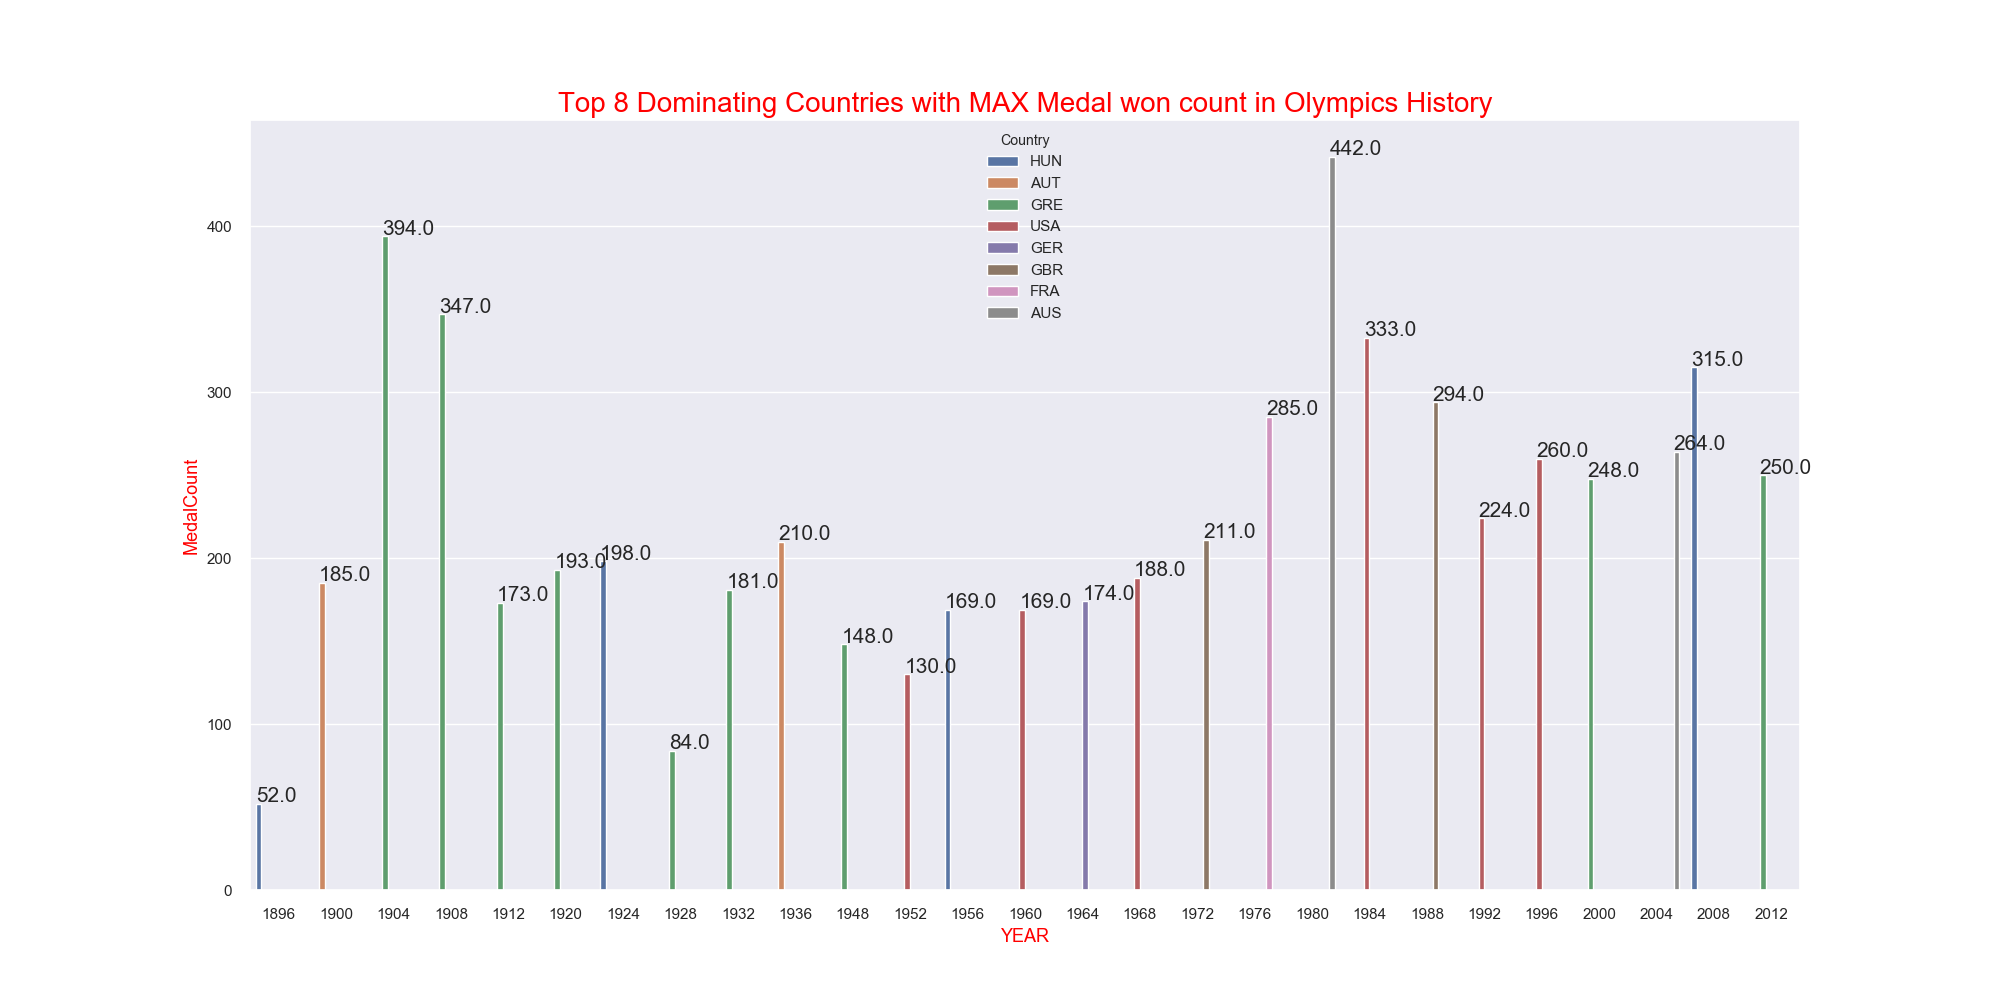 Top 8 Dominating Countries with MAX Medal won count in Olympics History
Country
HUN
AUT
GRE
USA
GER
GBR
FRA
AUS
MedalCount
400
300
200
100
0
52.0
185.0
394.0
347.0
173.0
193.0
198.0
84.0
181.0
210.0
148.0
130.0
169.0
169.0
174.0
188.0
211.0
285.0
442.0
333.0
294.0
224.0
260.0
248.0
264.0
315.0
250.0
1896 1900 1904 1908 1912 1920 1924 1928 1932 1936 1948 1952 1956 1960 1964 1968 1972 1976 1980 1984 1988 1992 1996 2000 2004 2008 2012
YEAR